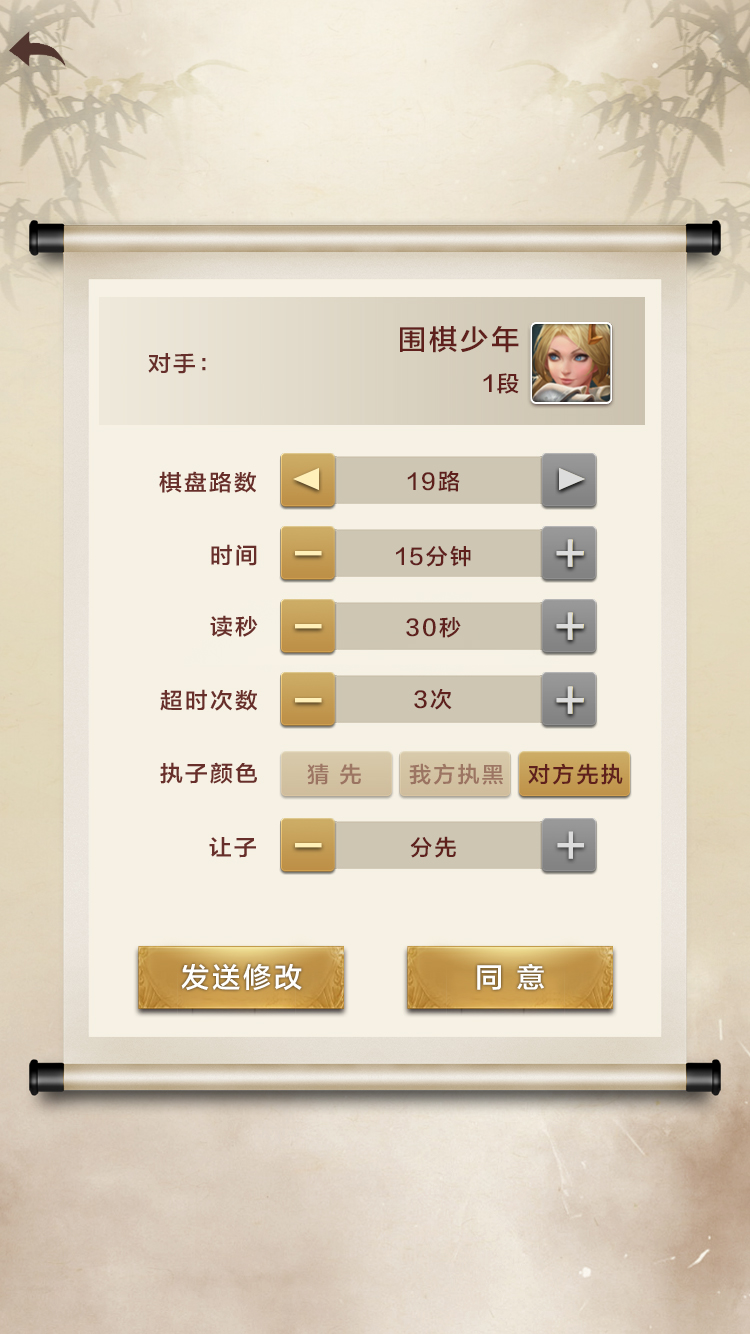 围棋少年
对手：
1段
棋盘路数 19路
时间 15分钟
读秒 30秒
超时次数 3次
执子颜色 猜 先 我方执黑 对方先执
让子 分先
发送修改 同 意